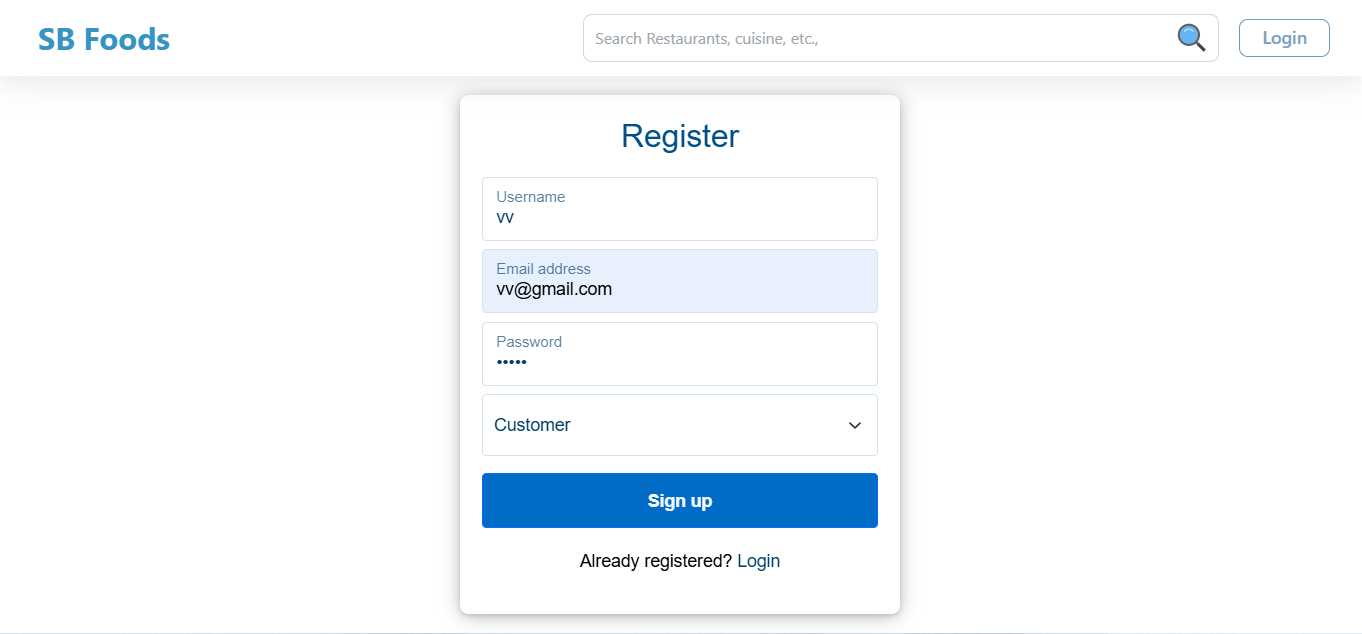 SB Foods
Search Restaurants, cuisine, etc.,
Login
Register
Username
vv
Email address
vv@gmail.com
Password
•••••
Customer
Sign up
Already registered? Login